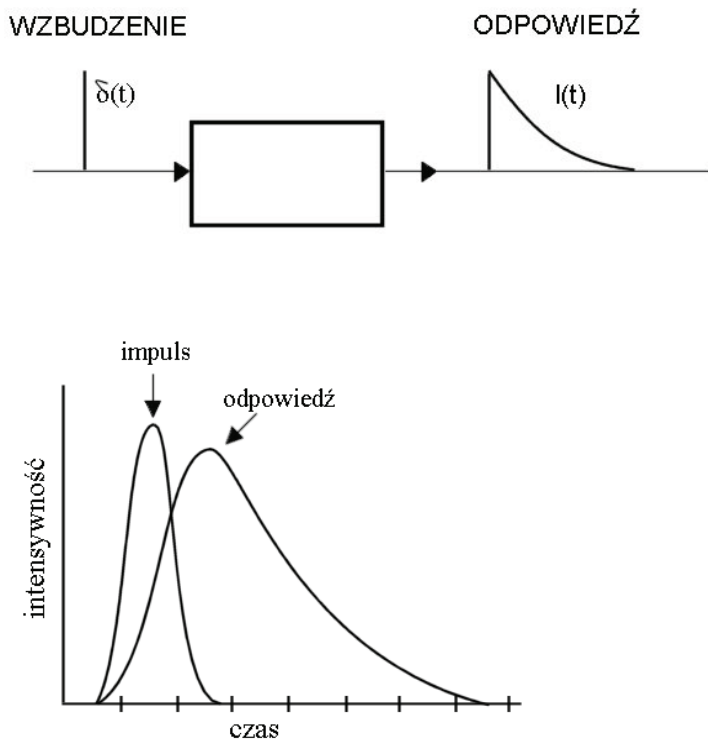 WZBUDZENIE
ODPOWIEDŹ
δ(t)
I(t)
impuls
odpowiedź
intensywność
czas